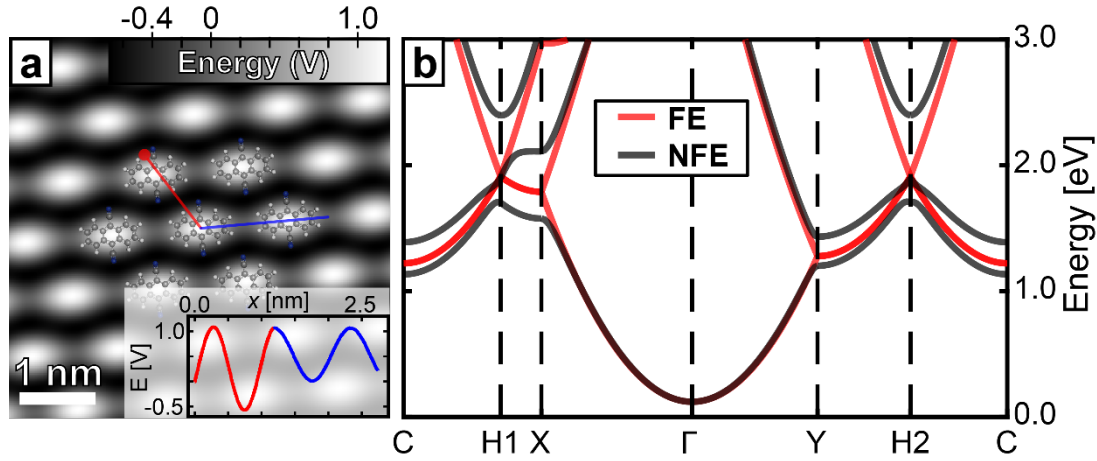 -0.4 0 1.0
a
Energy (V)
0.0 x [nm] 2.5
1.0
E [V]
-0.5
1 nm
b
FE
NFE
3.0
2.0
1.0
0.0
Energy [eV]
C H1 X Γ Y H2 C